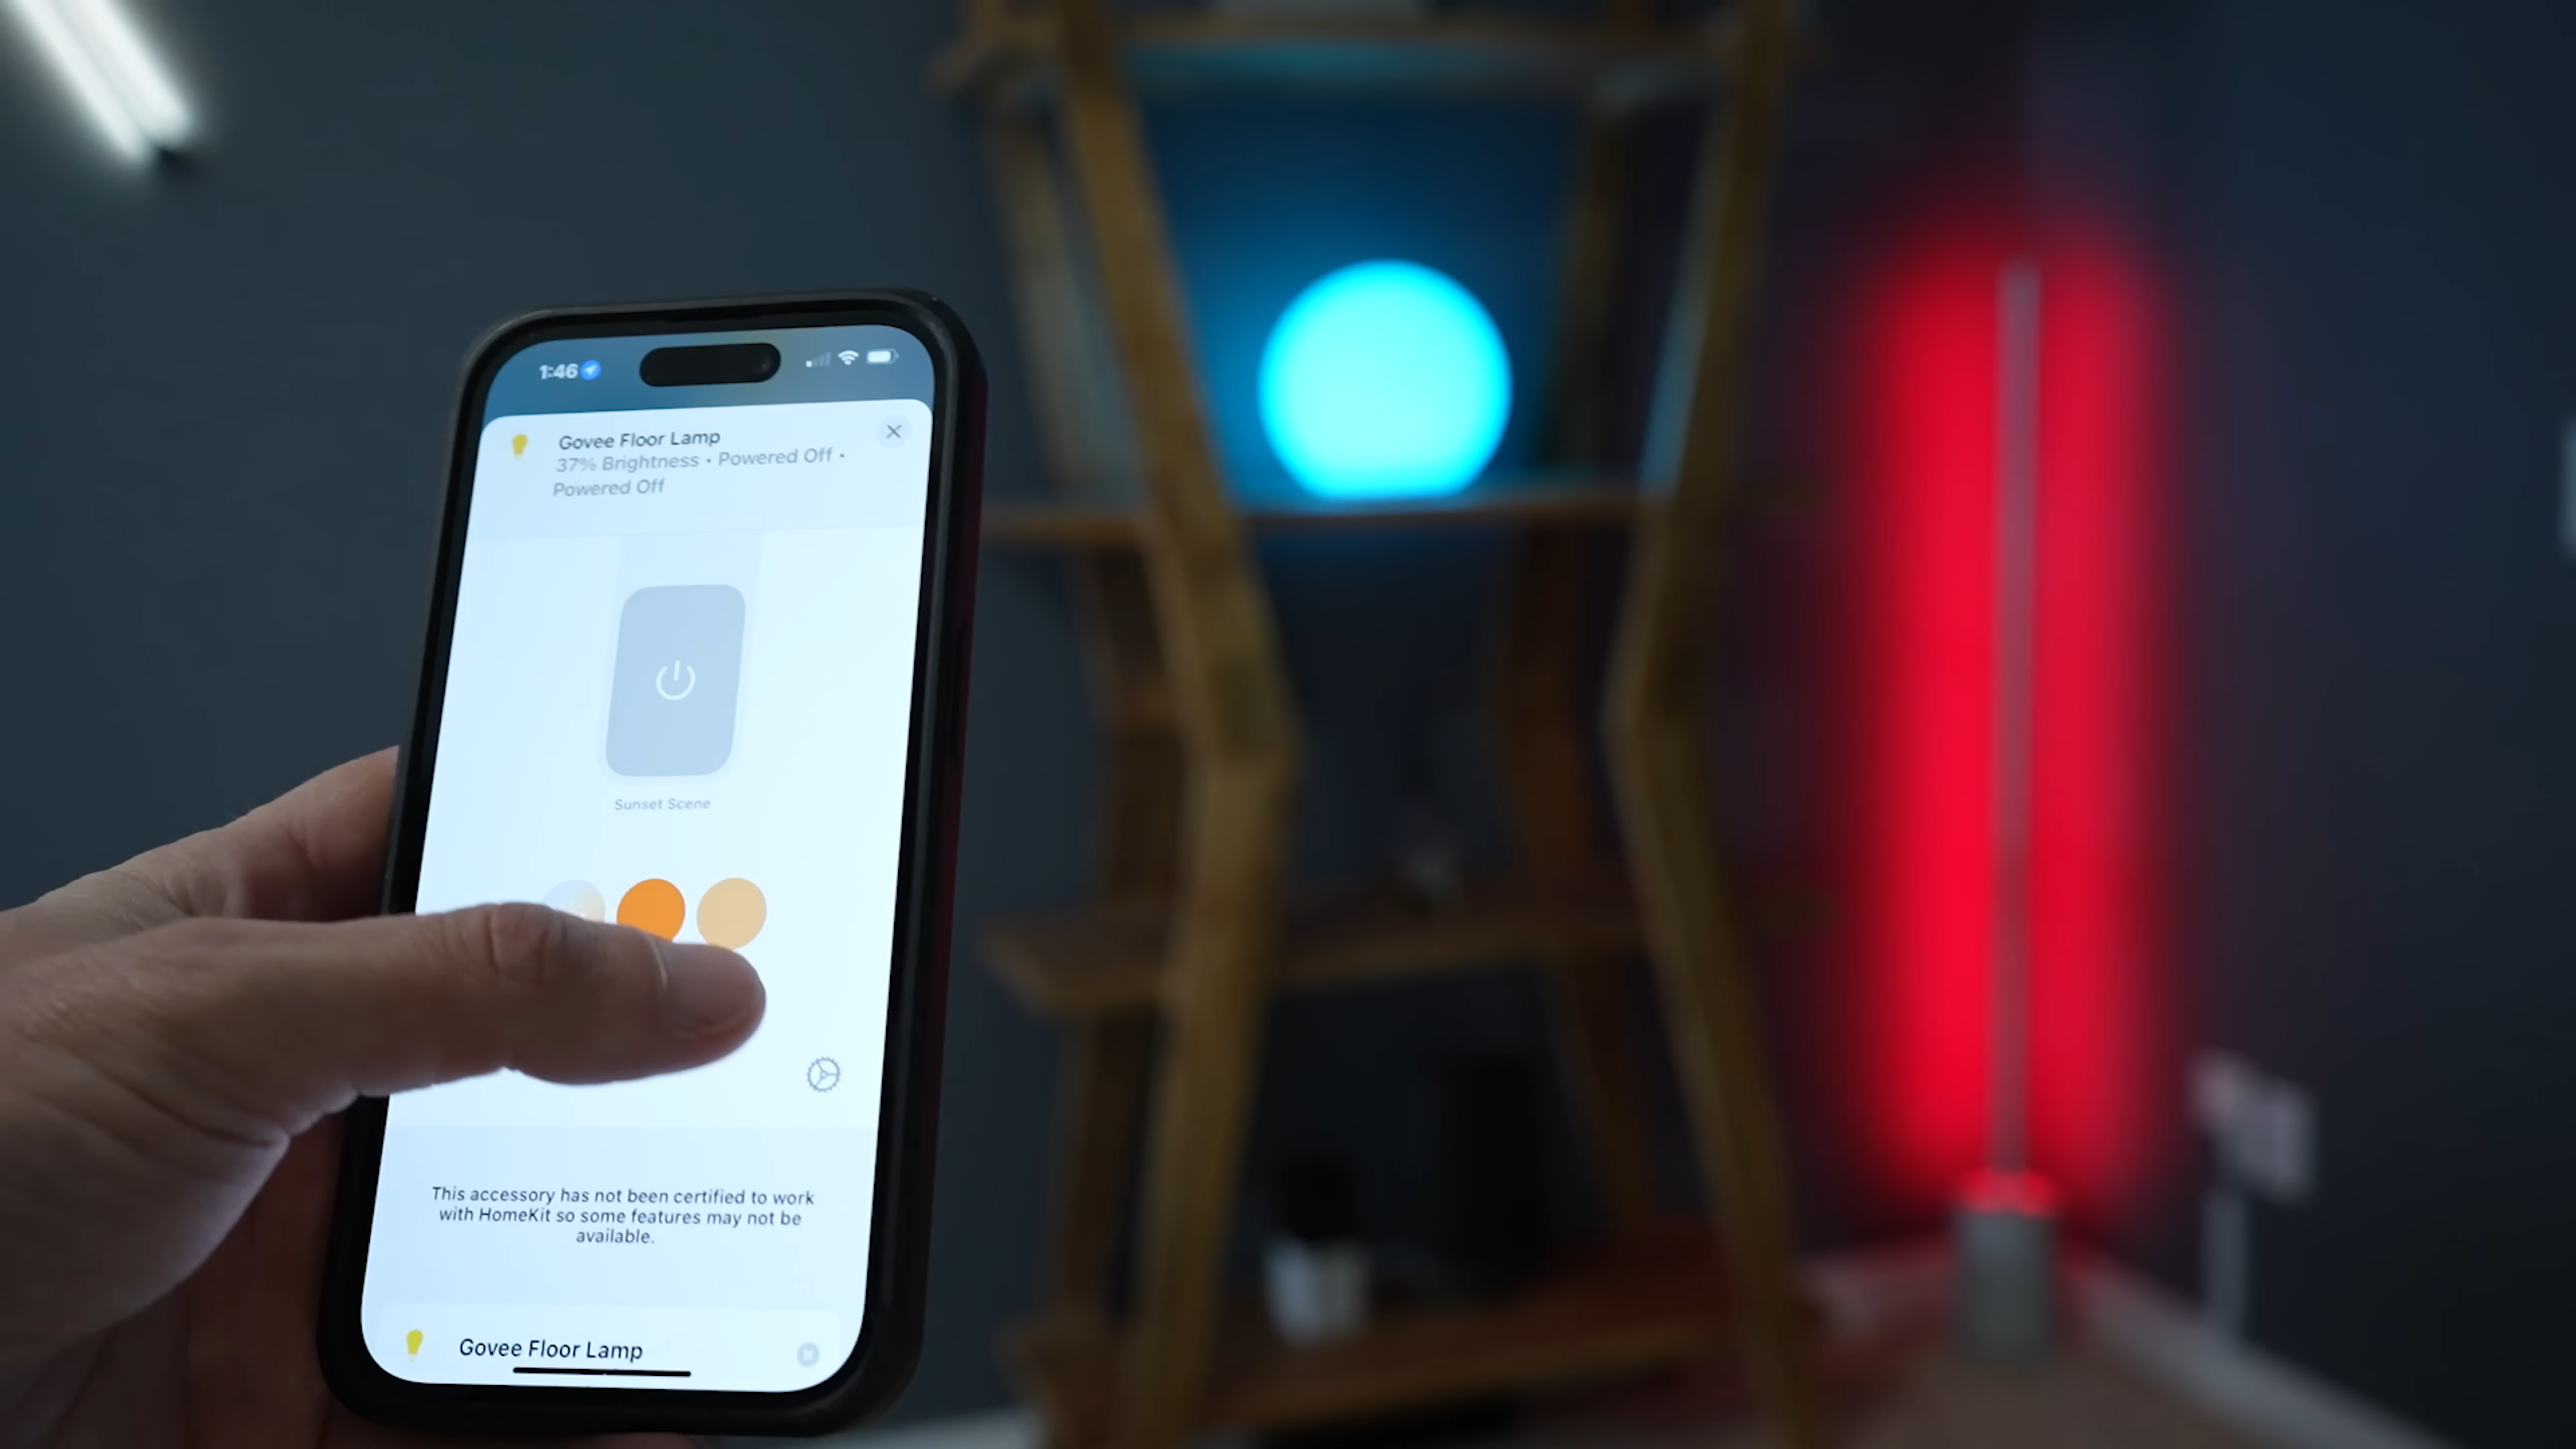 1:46
Govee Floor Lamp
37% Brightness • Powered Off •
Powered Off
Sunset Scene
This accessory has not been certified to work
with HomeKit so some features may not be
available.
Govee Floor Lamp